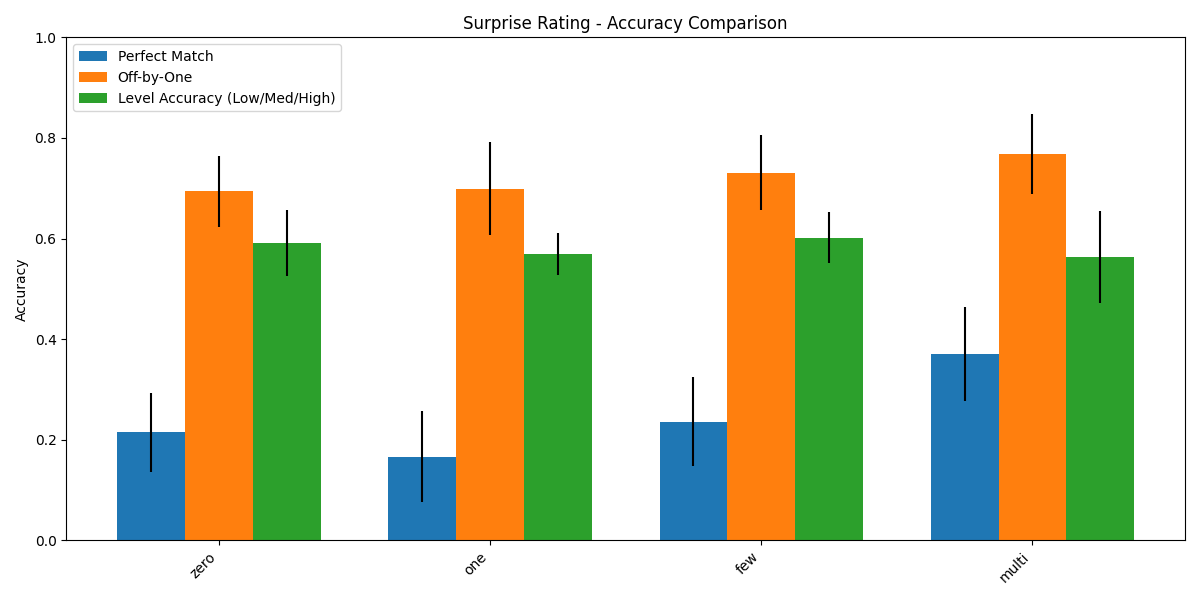 Surprise Rating - Accuracy Comparison
Perfect Match
Off-by-One
Level Accuracy (Low/Med/High)
Accuracy
1.0
0.8
0.6
0.4
0.2
0.0
zero
one
few
multi